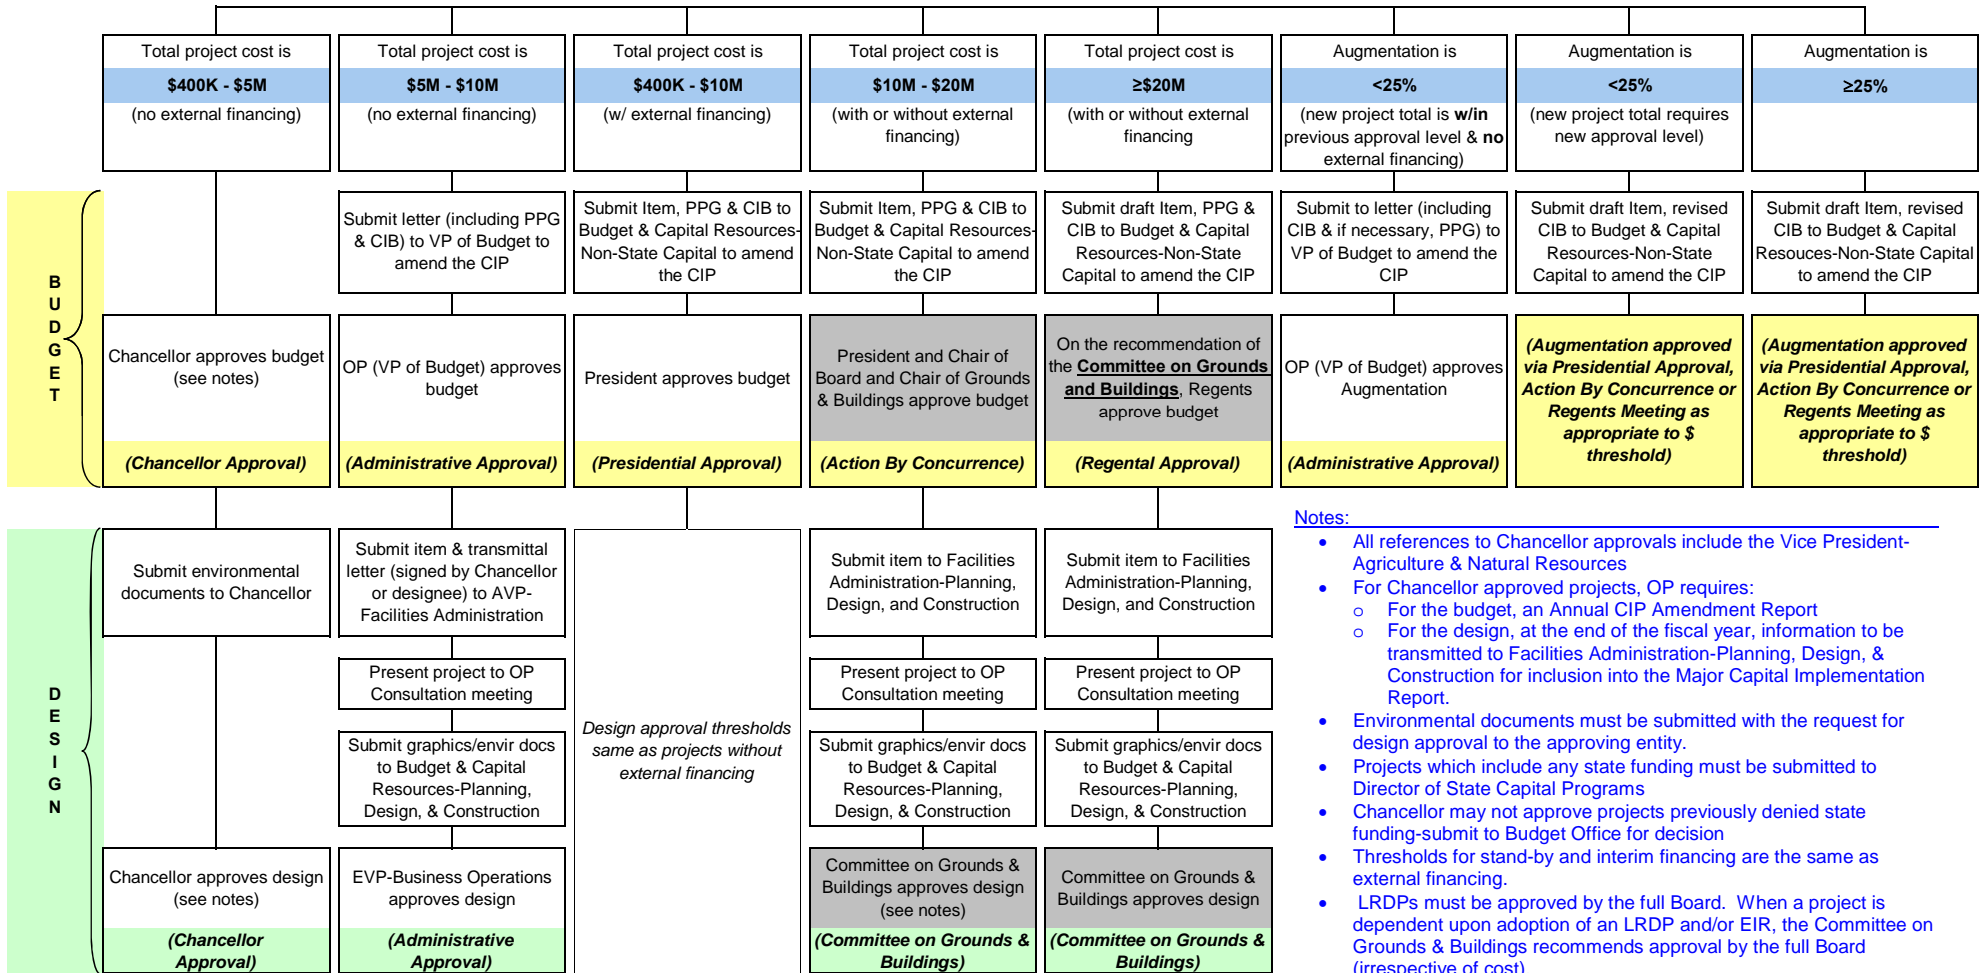 Total project cost is
$400K - $5M
(no external financing)
Total project cost is
$5M - $10M
(no external financing)
Total project cost is
$400K - $10M
(w/ external financing)
Total project cost is
$10M - $20M
(with or without external
financing)
Total project cost is
≥$20M
(with or without external
financing
Augmentation is
<25%
(new project total is w/in
previous approval level & no
external financing)
Augmentation is
<25%
(new project total requires
new approval level)
Augmentation is
≥25%
B
U
D
G
E
T
Submit letter (including PPG
& CIB) to VP of Budget to
amend the CIP
Submit Item, PPG & CIB to
Budget & Capital Resources-
Non-State Capital to amend
the CIP
Submit Item, PPG & CIB to
Budget & Capital Resources-
Non-State Capital to amend
the CIP
Submit draft Item, PPG &
CIB to Budget & Capital
Resources-Non-State
Capital to amend the CIP
Submit to letter (including
CIB & if necessary, PPG) to
VP of Budget to amend the
CIP
Submit draft Item, revised
CIB to Budget & Capital
Resources-Non-State
Capital to amend the CIP
Submit draft Item, revised
CIB to Budget & Capital
Resouces-Non-State Capital
to amend the CIP
Chancellor approves budget
(see notes)
(Chancellor Approval)
OP (VP of Budget) approves
budget
(Administrative Approval)
President approves budget
(Presidential Approval)
President and Chair of
Board and Chair of Grounds
& Buildings approve budget
(Action By Concurrence)
On the recommendation of
the Committee on Grounds
and Buildings, Regents
approve budget
(Regental Approval)
OP (VP of Budget) approves
Augmentation
(Administrative Approval)
(Augmentation approved
via Presidential Approval,
Action By Concurrence or
Regents Meeting as
appropriate to $
threshold)
(Augmentation approved
via Presidential Approval,
Action By Concurrence or
Regents Meeting as
appropriate to $
threshold)
D
E
S
I
G
N
Submit environmental
documents to Chancellor
Chancellor approves design
(see notes)
(Chancellor
Approval)
Submit item & transmittal
letter (signed by Chancellor
or designee) to AVP-
Facilities Administration
Present project to OP
Consultation meeting
Submit graphics/envir docs
to Budget & Capital
Resources-Planning,
Design, & Construction
EVP-Business Operations
approves design
(Administrative
Approval)
Design approval thresholds
same as projects without
external financing
Submit item to Facilities
Administration-Planning,
Design, and Construction
Present project to OP
Consultation meeting
Submit graphics/envir docs
to Budget & Capital
Resources-Planning,
Design, & Construction
Committee on Grounds &
Buildings approves design
(see notes)
(Committee on Grounds &
Buildings)
Submit item to Facilities
Administration-Planning,
Design, and Construction
Present project to OP
Consultation meeting
Submit graphics/envir docs
to Budget & Capital
Resources-Planning,
Design, & Construction
Committee on Grounds &
Buildings approves design
(Committee on Grounds &
Buildings)
Notes:
• All references to Chancellor approvals include the Vice President-
Agriculture & Natural Resources
• For Chancellor approved projects, OP requires:
o For the budget, an Annual CIP Amendment Report
o For the design, at the end of the fiscal year, information to be
transmitted to Facilities Administration-Planning, Design, &
Construction for inclusion into the Major Capital Implementation
Report.
• Environmental documents must be submitted with the request for
design approval to the approving entity.
• Projects which include any state funding must be submitted to
Director of State Capital Programs
• Chancellor may not approve projects previously denied state
funding-submit to Budget Office for decision
• Thresholds for stand-by and interim financing are the same as
external financing.
• LRDPs must be approved by the full Board. When a project is
dependent upon adoption of an LRDP and/or EIR, the Committee on
Grounds & Buildings recommends approval by the full Board
(irrespective of cost)